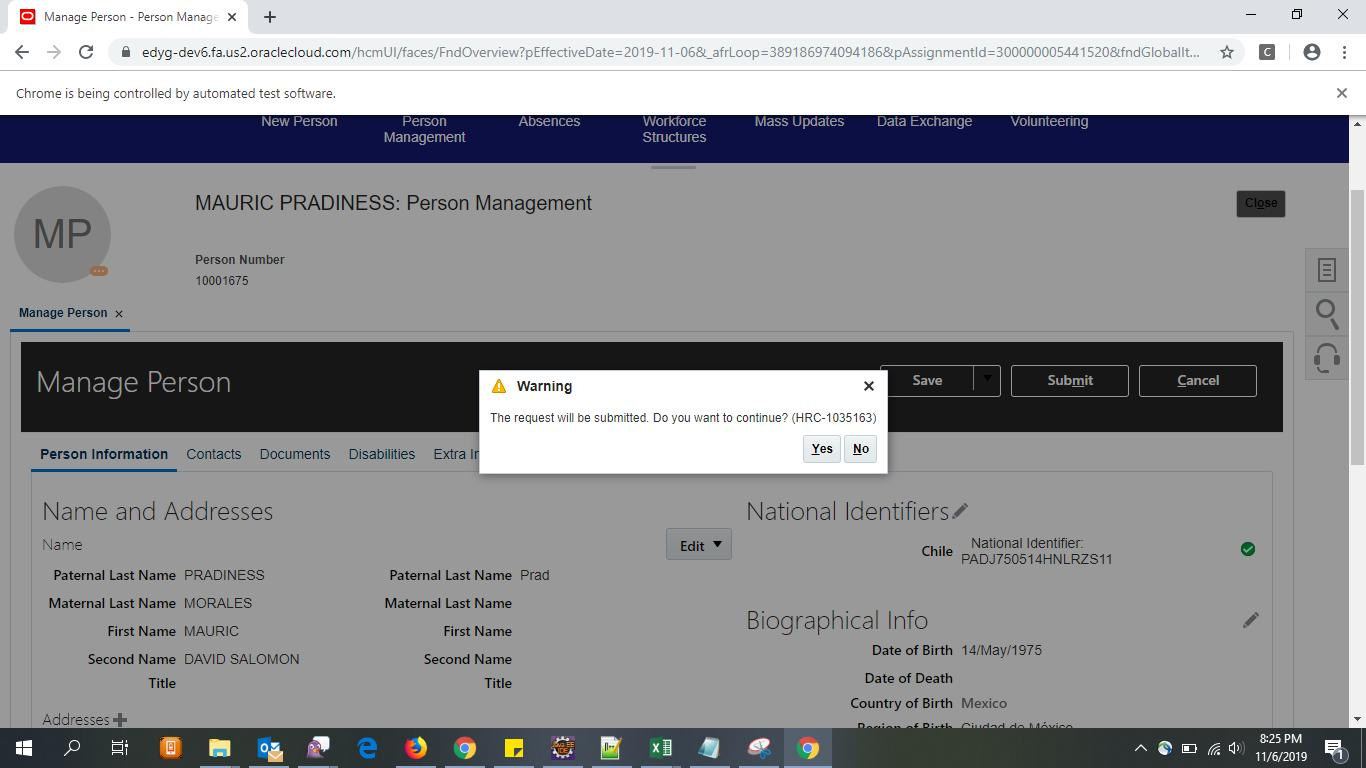 Manage Person - Person Manage
edyg-dev6.fa.us2.oraclecloud.com/hcmUI/faces/FndOverview?pEffectiveDate=2019-11-06&_afrLoop=389186974094186&pAssignmentId=300000005441520&fndGlobalIt...
C
Chrome is being controlled by automated test software.
New Person
Person Management
Absences
Workforce Structures
Mass Updates
Data Exchange
Volunteering
MP
MAURIC PRADINESS: Person Management
Close
Person Number
10001675
Manage Person
Manage Person
Save
Submit
Cancel
Warning
The request will be submitted. Do you want to continue? (HRC-1035163)
Yes
No
Person Information
Contacts
Documents
Disabilities
Extra
Name and Addresses
Name
Edit
Paternal Last Name PRADINESS
Paternal Last Name Prad
Maternal Last Name MORALES
Maternal Last Name
First Name MAURIC
First Name
Second Name DAVID SALOMON
Second Name
Title
Title
Addresses
National Identifiers
Chile
National Identifier:
PADJ750514HNLRZS11
Biographical Info
Date of Birth 14/May/1975
Date of Death
Country of Birth Mexico
Region of Birth Ciudad de México
8:25 PM
11/6/2019
1